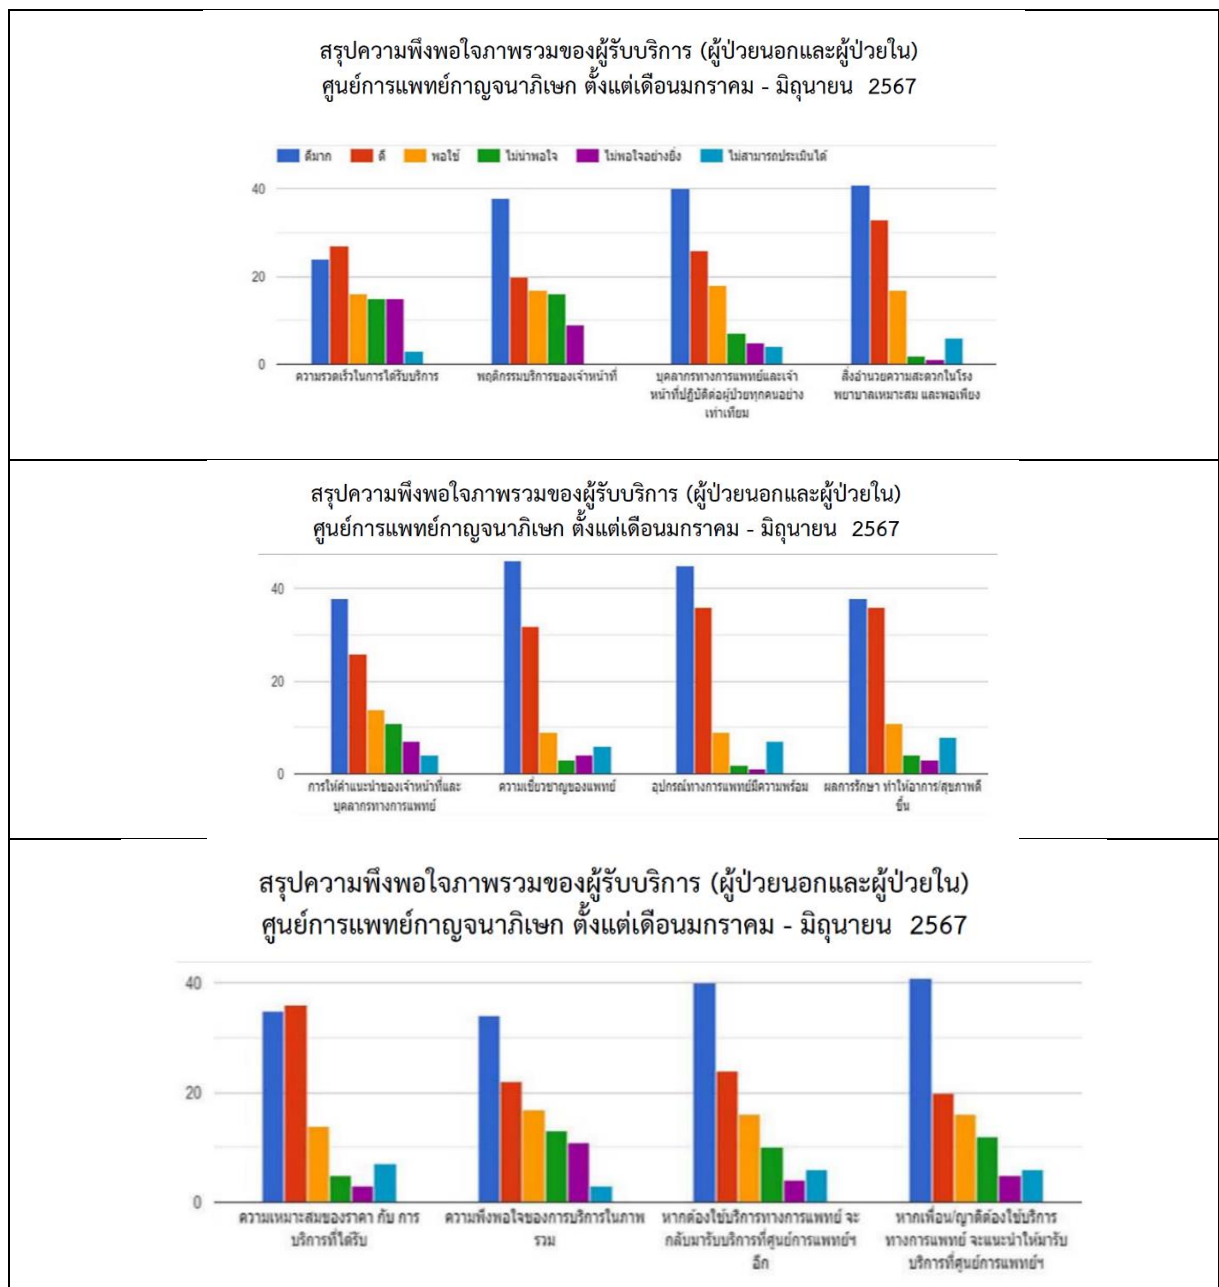 สรุปความพึงพอใจภาพรวมของผู้รับบริการ (ผู้ป่วยนอกและผู้ป่วยใน)
ศูนย์การแพทย์กาญจนาภิเษก ตั้งแต่เดือนมกราคม - มิถุนายน 2567
ดีมาก ดี พอใช้ ไม่น่าพอใจ ไม่พอใจอย่างยิ่ง ไม่สามารถประเมินได้
40
20
0
ความรวดเร็วในการได้รับบริการ
พฤติกรรมบริการของเจ้าหน้าที่
บุคลากรทางการแพทย์และเจ้า
หน้าที่ปฏิบัติต่อผู้ป่วยทุกคนอย่าง
เท่าเทียม
สิ่งอำนวยความสะดวกในโรง
พยาบาลเหมาะสม และพอเพียง
สรุปความพึงพอใจภาพรวมของผู้รับบริการ (ผู้ป่วยนอกและผู้ป่วยใน)
ศูนย์การแพทย์กาญจนาภิเษก ตั้งแต่เดือนมกราคม - มิถุนายน 2567
40
20
0
การให้คำแนะนำของเจ้าหน้าที่และ
บุคลากรทางการแพทย์
ความเชี่ยวชาญของแพทย์
อุปกรณ์ทางการแพทย์มีความพร้อม
ผลการรักษา ทำให้อาการ/สุขภาพดี
ขึ้น
สรุปความพึงพอใจภาพรวมของผู้รับบริการ (ผู้ป่วยนอกและผู้ป่วยใน)
ศูนย์การแพทย์กาญจนาภิเษก ตั้งแต่เดือนมกราคม - มิถุนายน 2567
40
20
0
ความเหมาะสมของราคา กับ การ
บริการที่ได้รับ
ความพึงพอใจของการบริการในภาพ
รวม
หากต้องใช้บริการทางการแพทย์ จะ
กลับมารับบริการที่ศูนย์การแพทย์ฯ
อีก
หากเพื่อน/ญาติต้องใช้บริการ
ทางการแพทย์ จะแนะนำให้มารับ
บริการที่ศูนย์การแพทย์ฯ